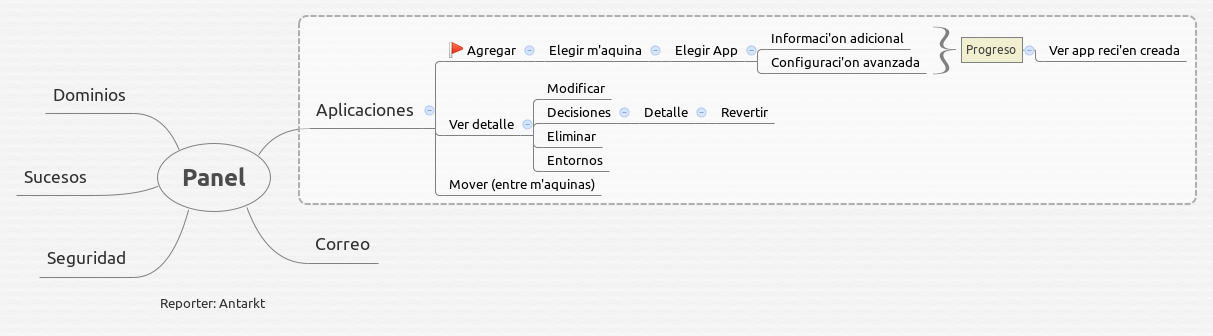 Panel
Aplicaciones
Agregar
Elegir m'aquina
Elegir App
Informaci'on adicional
Configuraci'on avanzada
Progreso
Ver app reci'en creada
Ver detalle
Modificar
Decisiones
Detalle
Revertir
Eliminar
Entornos
Mover (entre m'aquinas)
Correo
Dominios
Sucesos
Seguridad
Reporter: Antarkt